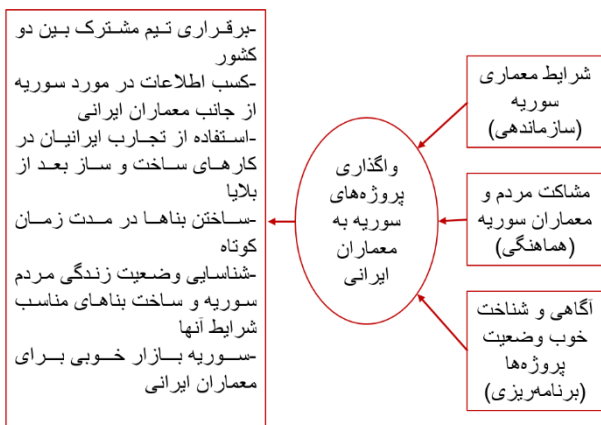 شرایط معماری
سوریه
(سازماندهی)
مشاکت مردم و
معماران سوریه
(هماهنگی)
آگاهی و شناخت
خوب وضعیت
پروژه‌ها
(برنامه‌ریزی)
واگذاری
پروژه‌های
سوریه به
معماران
ایرانی
-برقراری تیم مشترک بین دو
کشور
-کسب اطلاعات در مورد سوریه
از جانب معماران ایرانی
-استفاده از تجارب ایرانیان در
کارهای ساخت و ساز بعد از
بلایا
-ساختن بناها در مدت زمان
کوتاه
-شناسایی وضعیت زندگی مردم
سوریه و ساخت بناهای مناسب
شرایط آنها
-سوریه بازار خوبی برای
معماران ایرانی